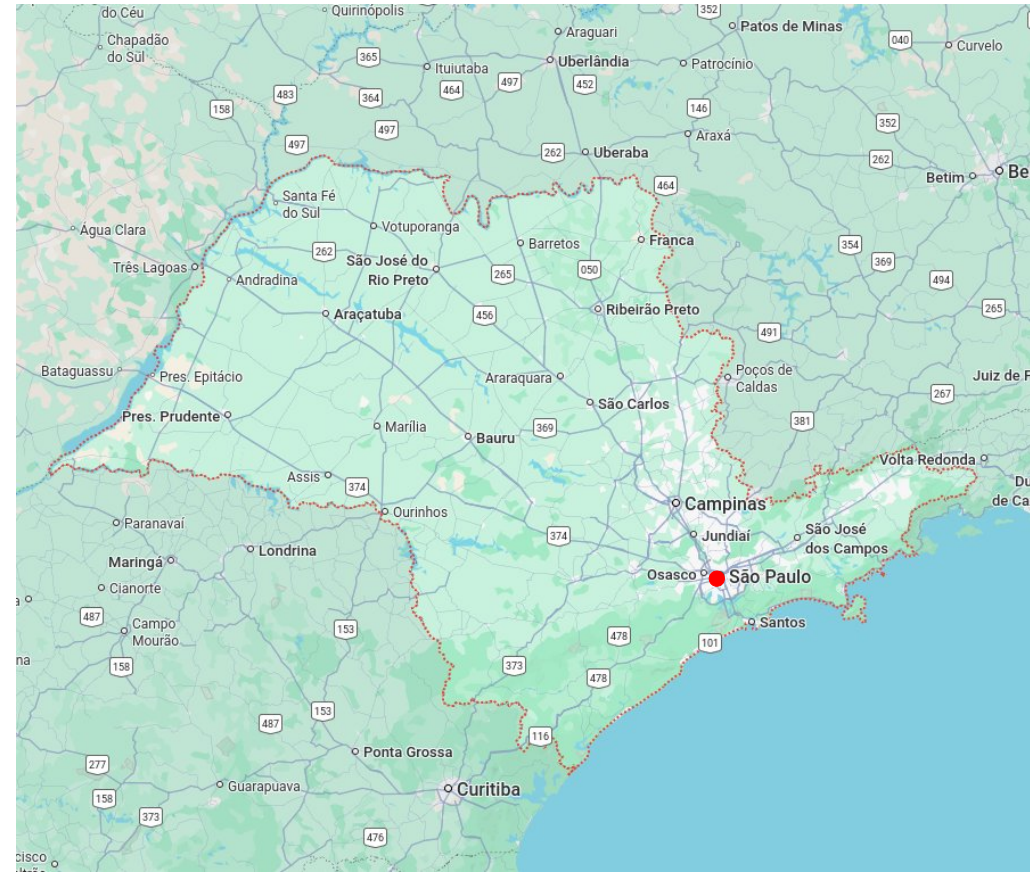 do Céu
Quirinópolis
352
Patos de Minas
Araguari
040
Curvelo
Chapadão
do Sul
365
Ituiutaba
Uberlândia
Patrocínio
497
452
464
483
364
158
146
352
497
Araxá
497
262
Uberaba
262
Betim
Be
464
Santa Fé
do Sul
Água Clara
Votuporanga
Barretos
Franca
354
262
São José do
Rio Preto
369
Três Lagoas
265
050
Andradina
494
Araçatuba
456
Ribeirão Preto
265
491
Bataguassu
Pres. Epitácio
Araraquara
Poços de
Caldas
Juiz de F
267
São Carlos
Pres. Prudente
381
Marília
369
Bauru
Volta Redonda
Assis
374
Du
de Ca
Ourinhos
Campinas
Paranavaí
São José
dos Campos
Jundiaí
374
Londrina
Maringá
Osasco
São Paulo
Cianorte
487
Campo
Mourão
153
478
Santos
101
na
158
373
478
153
487
116
Ponta Grossa
277
Guarapuava
Curitiba
158
373
476
cisco